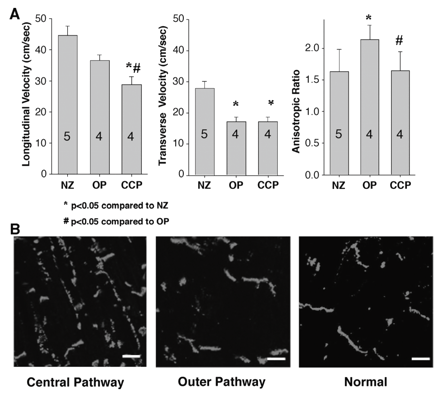 A
Longitudinal Velocity (cm/sec)
50
40
30
20
10
0
*#
5 4 4
NZ OP CCP
Transverse Velocity (cm/sec)
50
40
30
20
10
0
* *
5 4 4
NZ OP CCP
Anisotropic Ratio
2.0
1.5
1.0
0.5
0.0
* #
5 4 4
NZ OP CCP
* p<0.05 compared to NZ
# p<0.05 compared to OP
B
Central Pathway Outer Pathway Normal